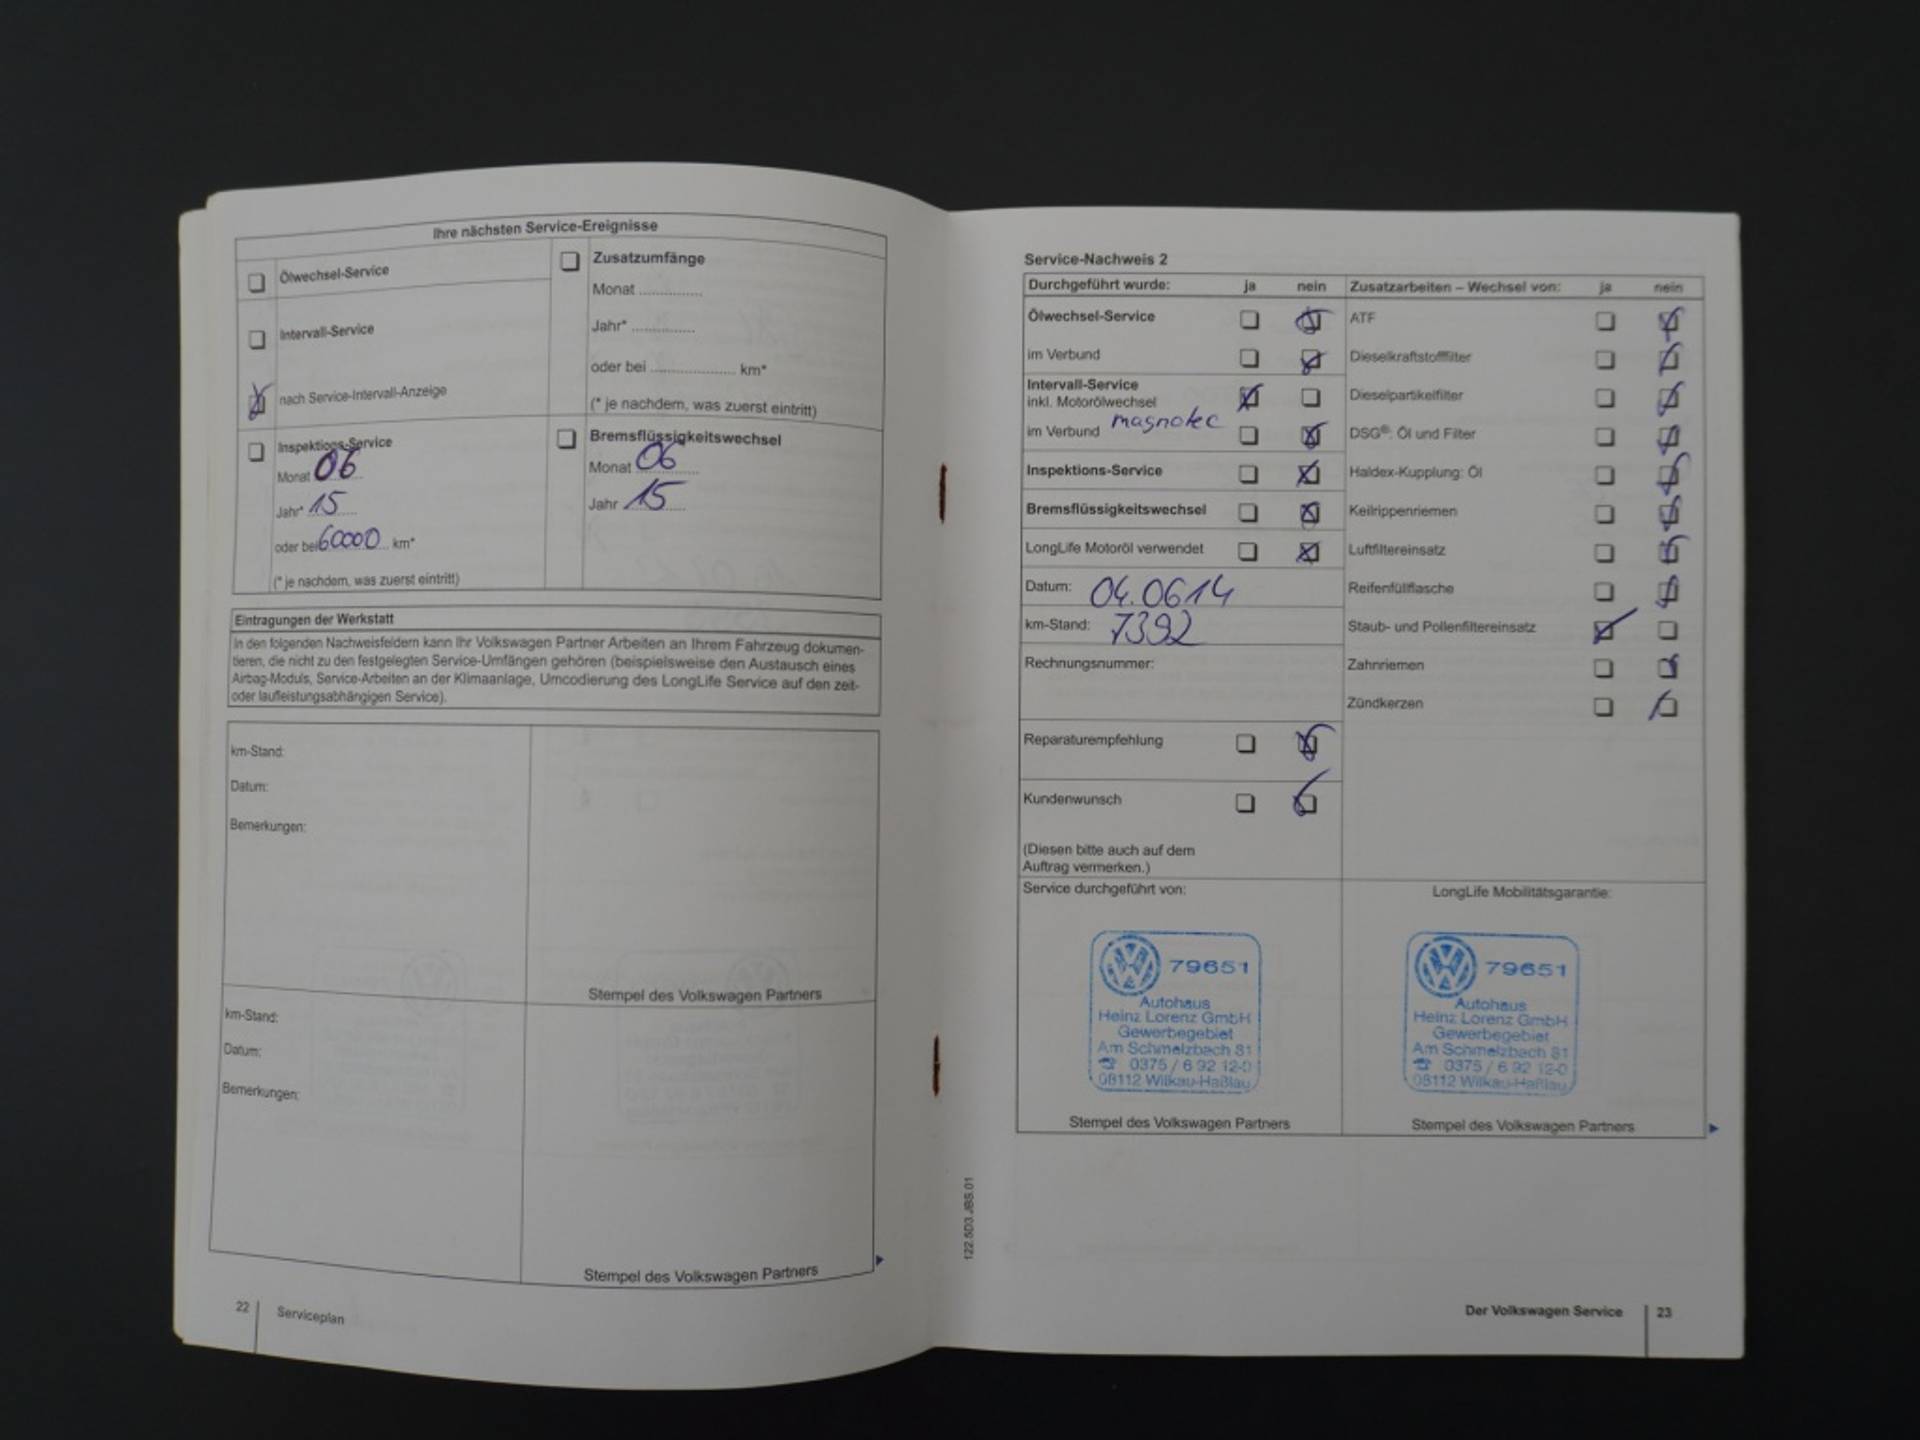 Ihre nächsten Service-Ereignisse
Ölwechsel-Service
Intervall-Service
nach Service-Intervall-Anzeige
Zusatzumfänge
Monat ..............
Jahr* ..............
oder bei .................... km*
(* je nachdem, was zuerst eintritt)
Inspektions-Service
Monat 06
Jahr* 15
oder bei 60000 km*
(* je nachdem, was zuerst eintritt)
Bremsflüssigkeitswechsel
Monat 06
Jahr 15
Eintragungen der Werkstatt
In den folgenden Nachweisfeldern kann Ihr Volkswagen Partner Arbeiten an Ihrem Fahrzeug dokumen-
tieren, die nicht zu den festgelegten Service-Umfängen gehören (beispielsweise den Austausch eines
Airbag-Moduls, Service-Arbeiten an der Klimaanlage, Umcodierung des LongLife Service auf den zeit-
oder laufleistungsabhängigen Service).
km-Stand:
Datum:
Bemerkungen:
Stempel des Volkswagen Partners
km-Stand:
Datum:
Bemerkungen:
Stempel des Volkswagen Partners
22 Serviceplan
Service-Nachweis 2
Durchgeführt wurde: ja nein
Ölwechsel-Service
im Verbund
Intervall-Service
inkl. Motorölwechsel
im Verbund magnatec
Inspektions-Service
Bremsflüssigkeitswechsel
LongLife Motoröl verwendet
Datum: 04.0614
km-Stand: 7392
Rechnungsnummer:
Reparaturempfehlung
Kundenwunsch
(Diesen bitte auch auf dem
Auftrag vermerken.)
Zusatzarbeiten – Wechsel von: ja nein
ATF
Dieselkraftstofffilter
Dieselpartikelfilter
DSG®: Öl und Filter
Haldex-Kupplung: Öl
Keilrippenriemen
Luftfiltereinsatz
Reifenfüllflasche
Staub- und Pollenfiltereinsatz
Zahnriemen
Zündkerzen
Service durchgeführt von:
79651
Autohaus
Heinz Lorenz GmbH
Gewerbegebiet
Am Schmelzbach 81
☎ 0375 / 6 92 12-0
08112 Wilkau-Haßlau
Stempel des Volkswagen Partners
LongLife Mobilitätsgarantie:
79651
Autohaus
Heinz Lorenz GmbH
Gewerbegebiet
Am Schmelzbach 81
☎ 0375 / 6 92 12-0
08112 Wilkau-Haßlau
Stempel des Volkswagen Partners
122.5D3.JBS.01
Der Volkswagen Service 23